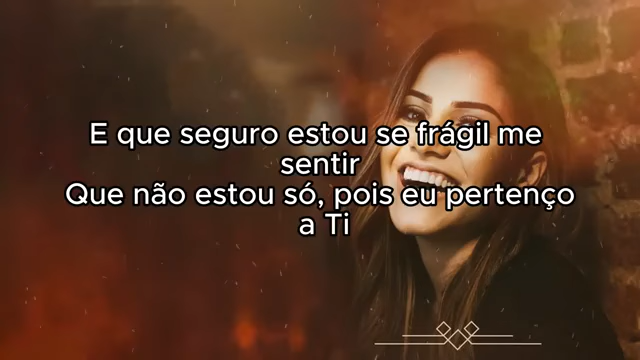 E que seguro estou se frágil me
sentir
Que não estou só, pois eu pertenço
a Ti